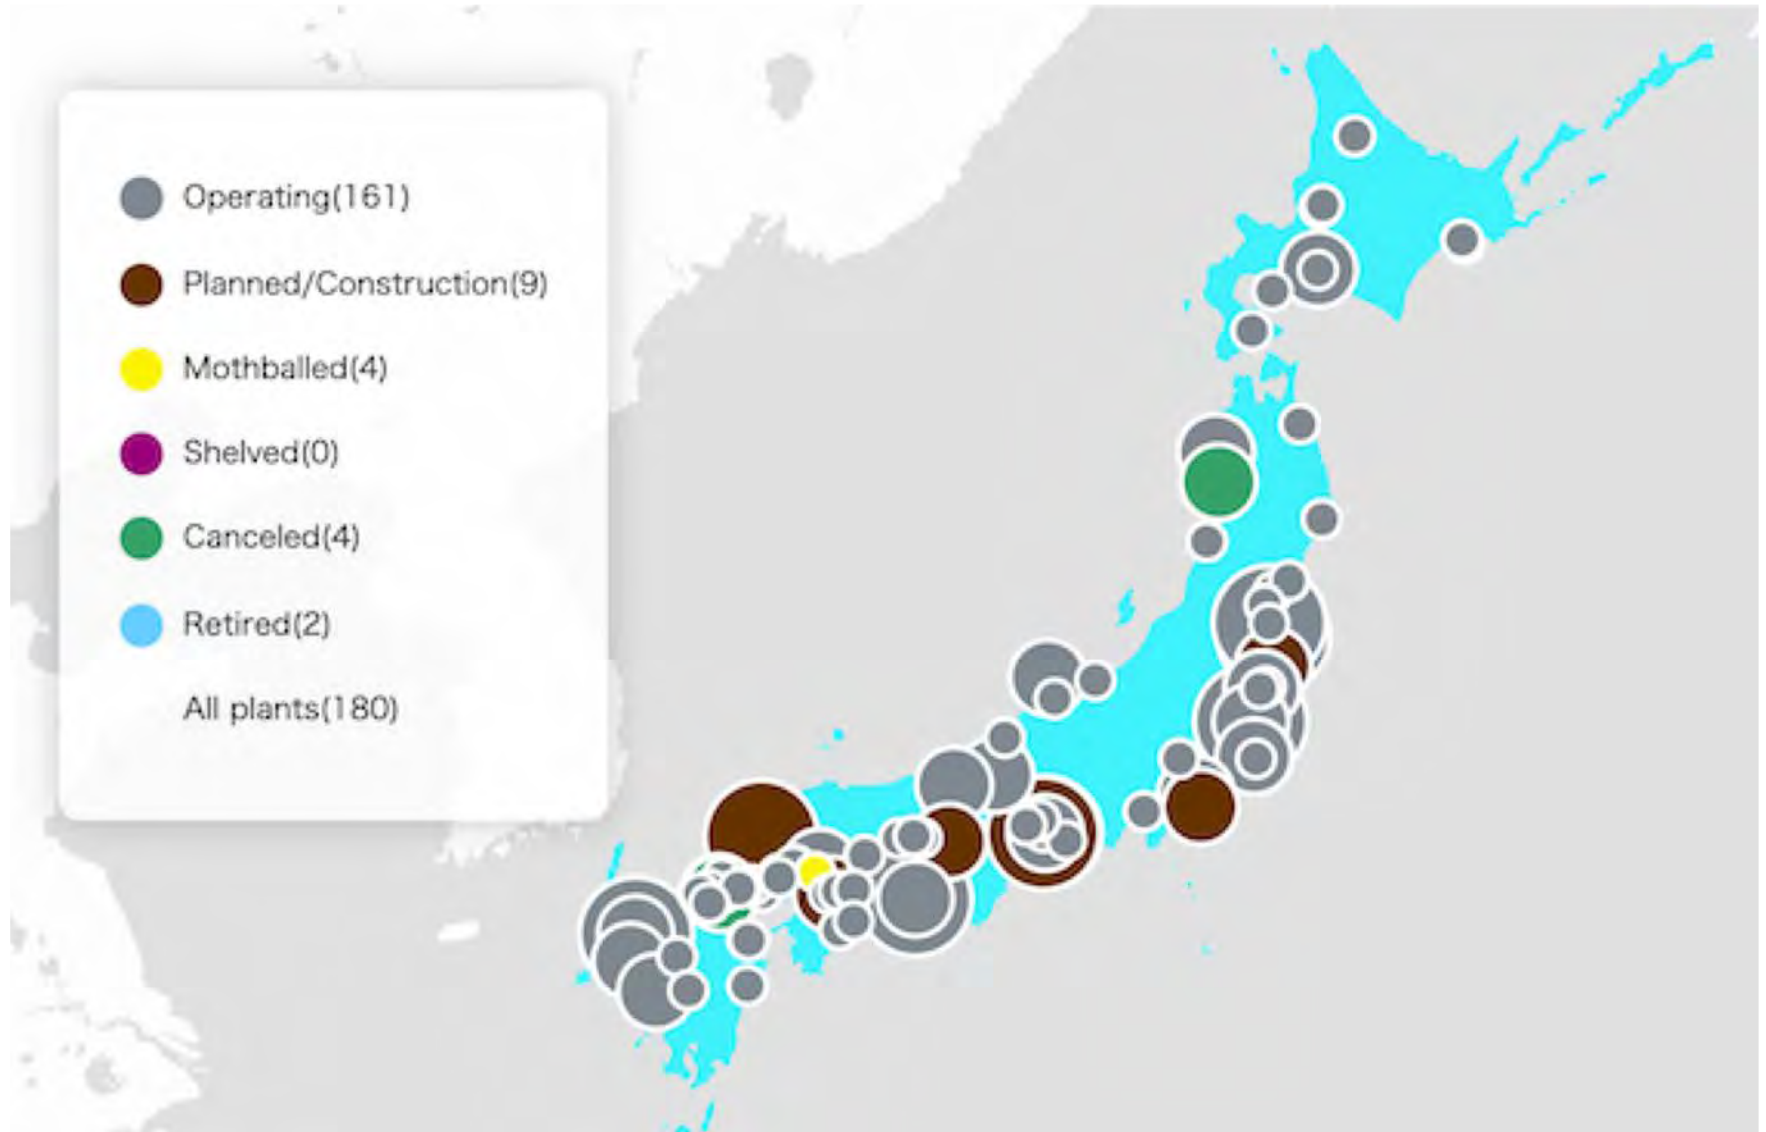 Operating(161)
Planned/Construction(9)
Mothballed(4)
Shelved(0)
Canceled(4)
Retired(2)
All plants(180)